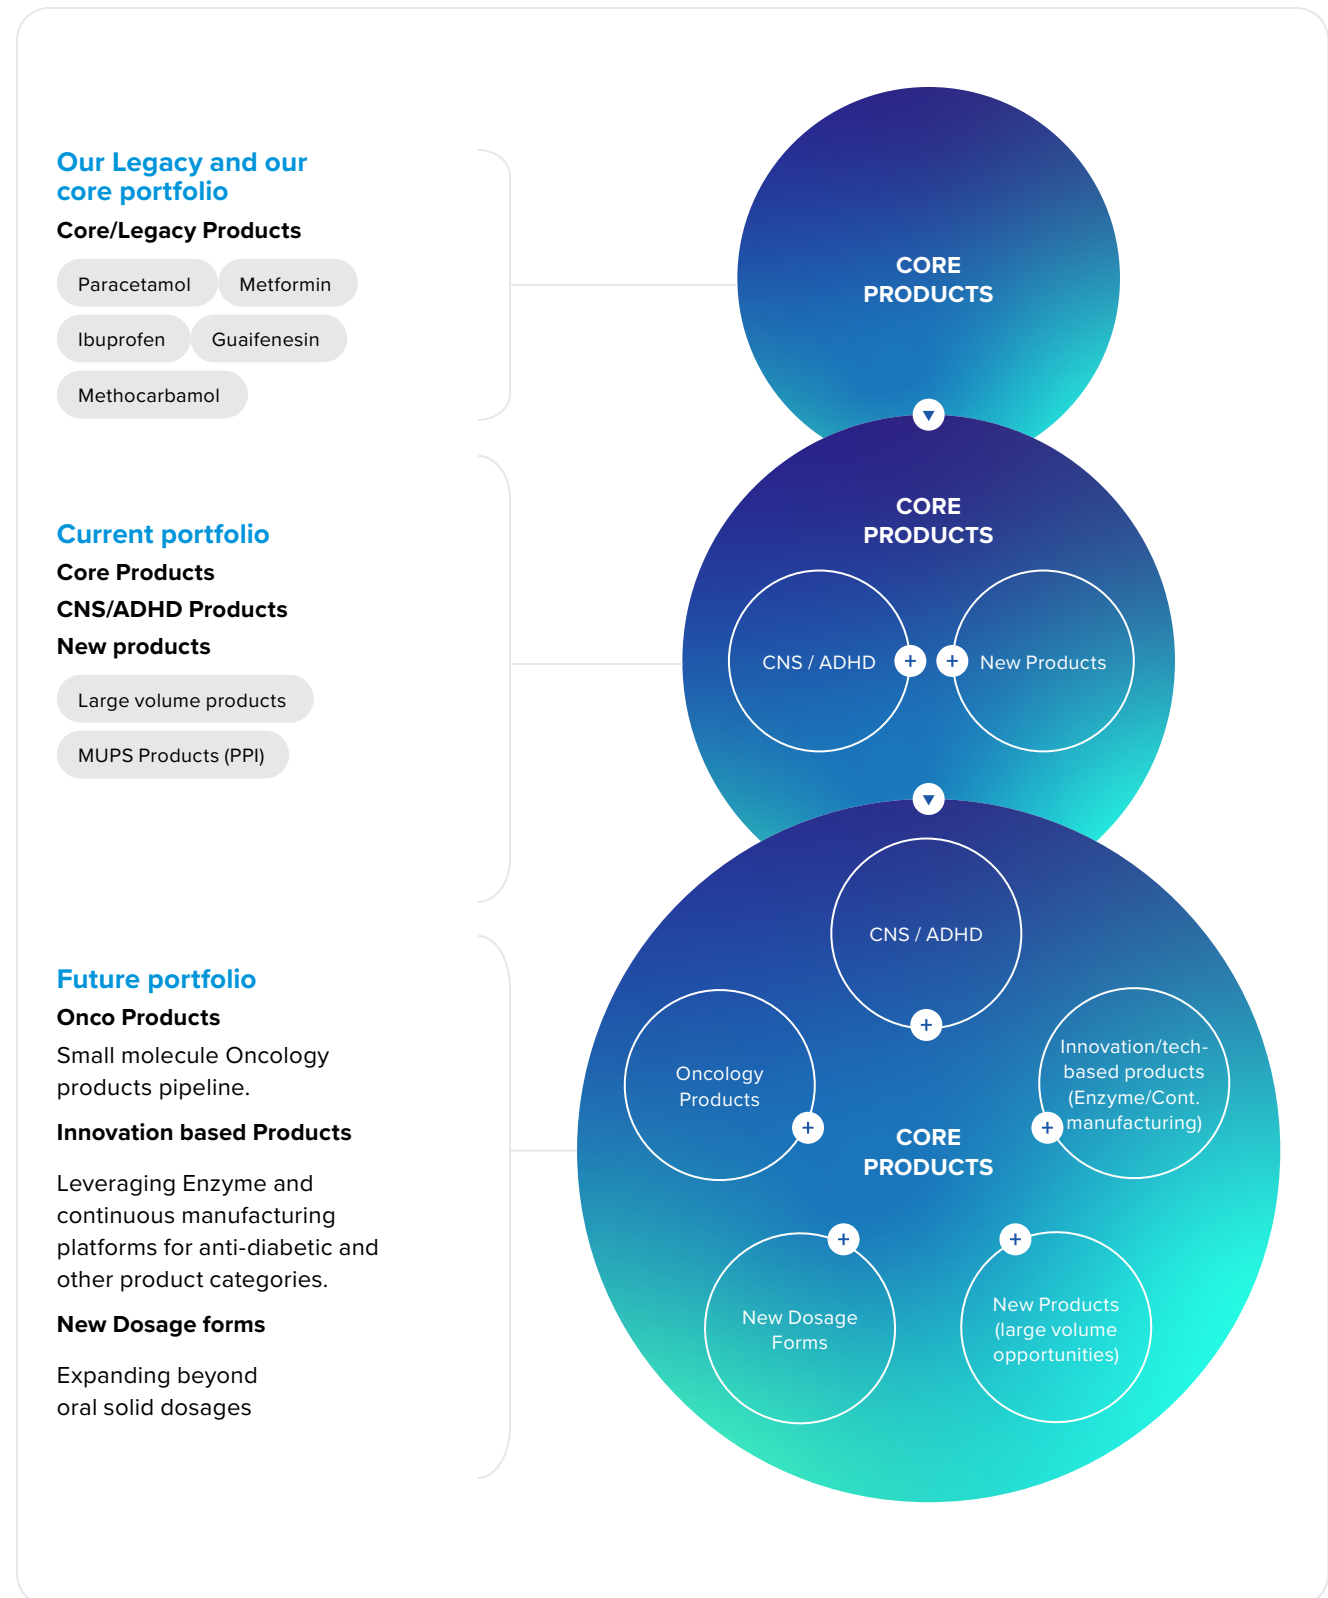 Our Legacy and our
core portfolio
Core/Legacy Products
Paracetamol
Metformin
Ibuprofen
Guaifenesin
Methocarbamol
CORE
PRODUCTS
Current portfolio
Core Products
CNS/ADHD Products
New products
Large volume products
MUPS Products (PPI)
CORE
PRODUCTS
CNS / ADHD
+
+
New Products
Future portfolio
Onco Products
Small molecule Oncology
products pipeline.
Innovation based Products
Leveraging Enzyme and
continuous manufacturing
platforms for anti-diabetic and
other product categories.
New Dosage forms
Expanding beyond
oral solid dosages
CNS / ADHD
+
Oncology
Products
+
Innovation/tech-
based products
(Enzyme/Cont.
manufacturing)
+
CORE
PRODUCTS
+
New Dosage
Forms
+
New Products
(large volume
opportunities)